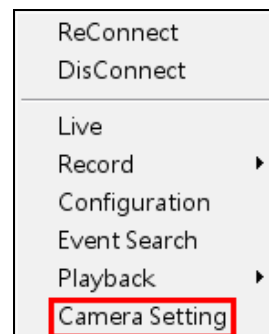 ReConnect
DisConnect
Live
Record
Configuration
Event Search
Playback
Camera Setting